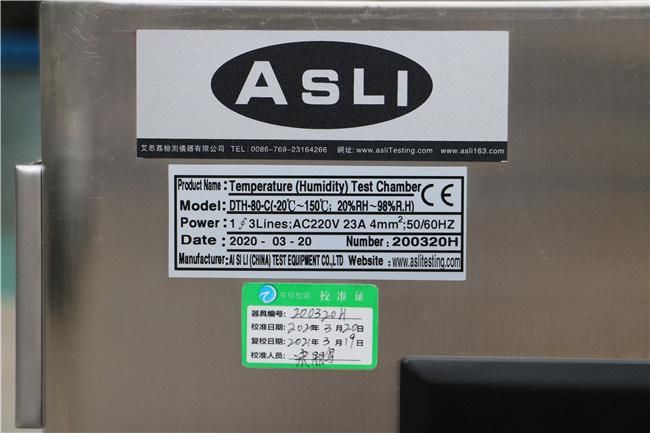 ASLI
艾思荔檢測儀器有限公司 TEL: 0086-769-23164266 網址: www.asliTesting.com www.asli163.com
Product Name: Temperature (Humidity) Test Chamber CE
Model: DTH-80-C(-20℃~150℃; 20%RH~98%R.H)
Power: 1∮3Lines;AC220V 23A 4mm²;50/60HZ
Date: 2020 - 03 - 20 Number: 200320H
Manufacturer: AI SI LI (CHINA) TEST EQUIPMENT CO.,LTD Website: www.aslitesting.com
校准证
器具编号: 200320H
校准日期: 2020年3月20日
复校日期: 2021年3月19日
校准人员: